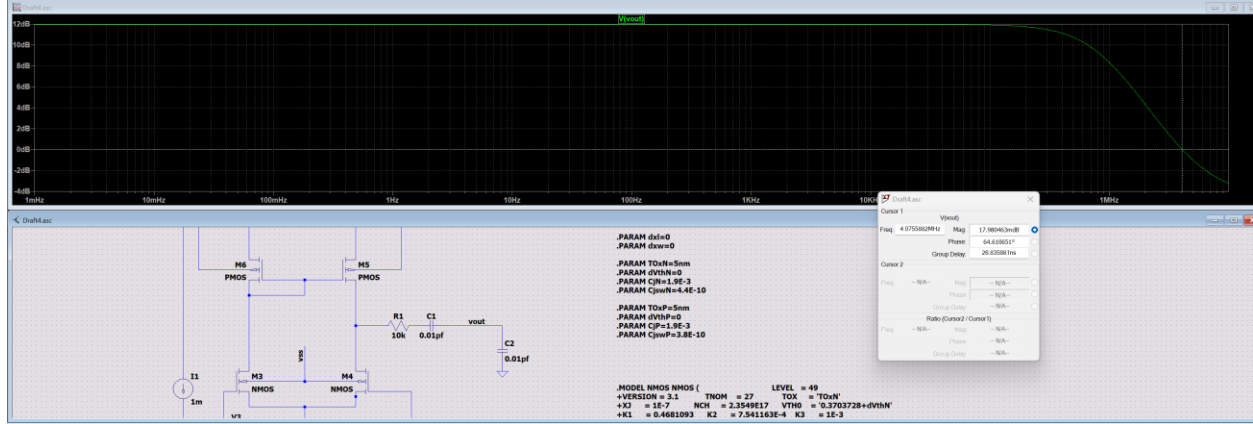 Draft4.asc
V(vout)
12dB
10dB
8dB
6dB
4dB
2dB
0dB
-2dB
-4dB
1mHz 10mHz 100mHz 1Hz 10Hz 100Hz 1KHz 10KH 1MHz
Draft4.asc
Cursor 1
V(vout)
Freq: 4.0755882MHz Mag: 17.980463mdB
Phase: 64.618651°
Group Delay: 26.835981ns
Cursor 2
Freq: -- N/A-- Mag: -- N/A--
Phase: -- N/A--
Group Delay: -- N/A--
Ratio (Cursor2 / Cursor1)
Freq: -- N/A-- Mag: -- N/A--
Phase: -- N/A--
Group Delay: -- N/A--
Draft4.asc
M6
PMOS
M5
PMOS
R1
10k
C1
0.01pf
vout
C2
0.01pf
vss
I1
1m
M3
NMOS
M4
NMOS
V3
.PARAM dxl=0
.PARAM dxw=0
.PARAM TOxN=5nm
.PARAM dVthN=0
.PARAM CjN=1.9E-3
.PARAM CjswN=4.4E-10
.PARAM TOxP=5nm
.PARAM dVthP=0
.PARAM CjP=1.9E-3
.PARAM CjswP=3.8E-10
.MODEL NMOS NMOS ( LEVEL = 49
+VERSION = 3.1 TNOM = 27 TOX = 'TOxN'
+XJ = 1E-7 NCH = 2.3549E17 VTH0 = '0.3703728+dVthN'
+K1 = 0.4681093 K2 = 7.541163E-4 K3 = 1E-3